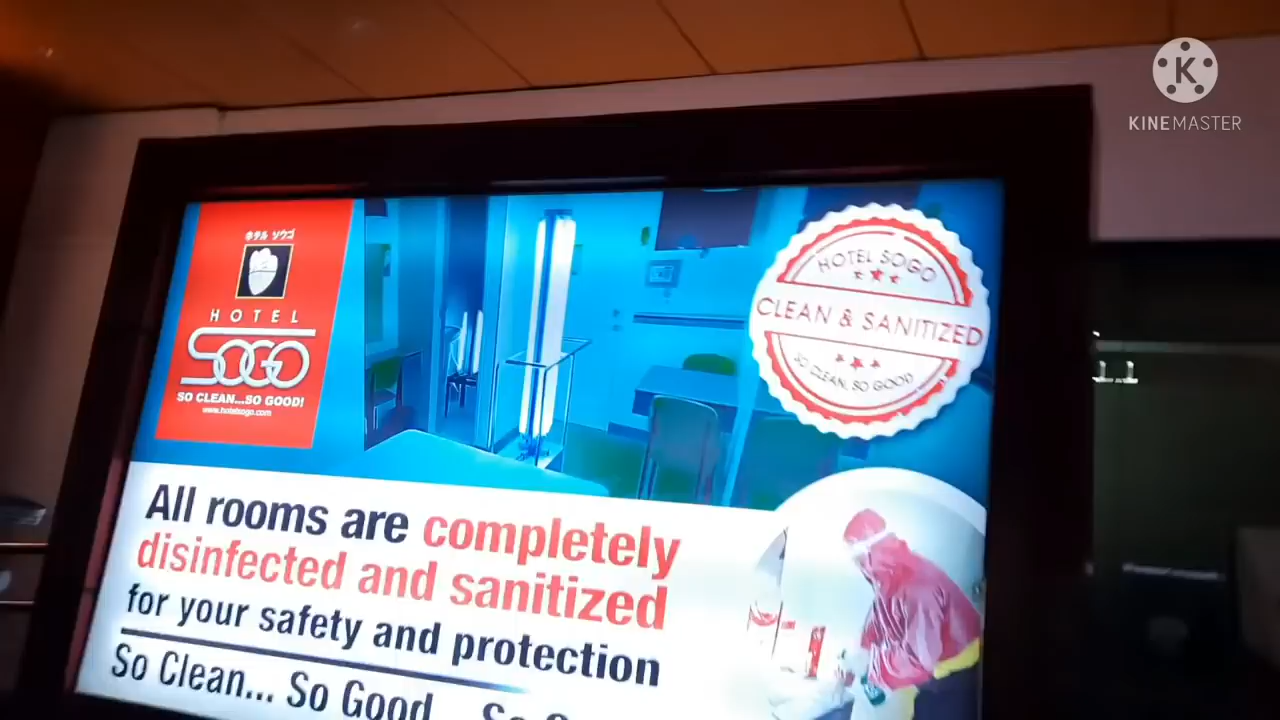 KINEMASTER
ホテル ソウゴ
HOTEL
SOGO
SO CLEAN...SO GOOD!
www.hotelsogo.com
HOTEL SOGO
CLEAN & SANITIZED
SO CLEAN, SO GOOD
All rooms are completely
disinfected and sanitized
for your safety and protection
So Clean... So Good